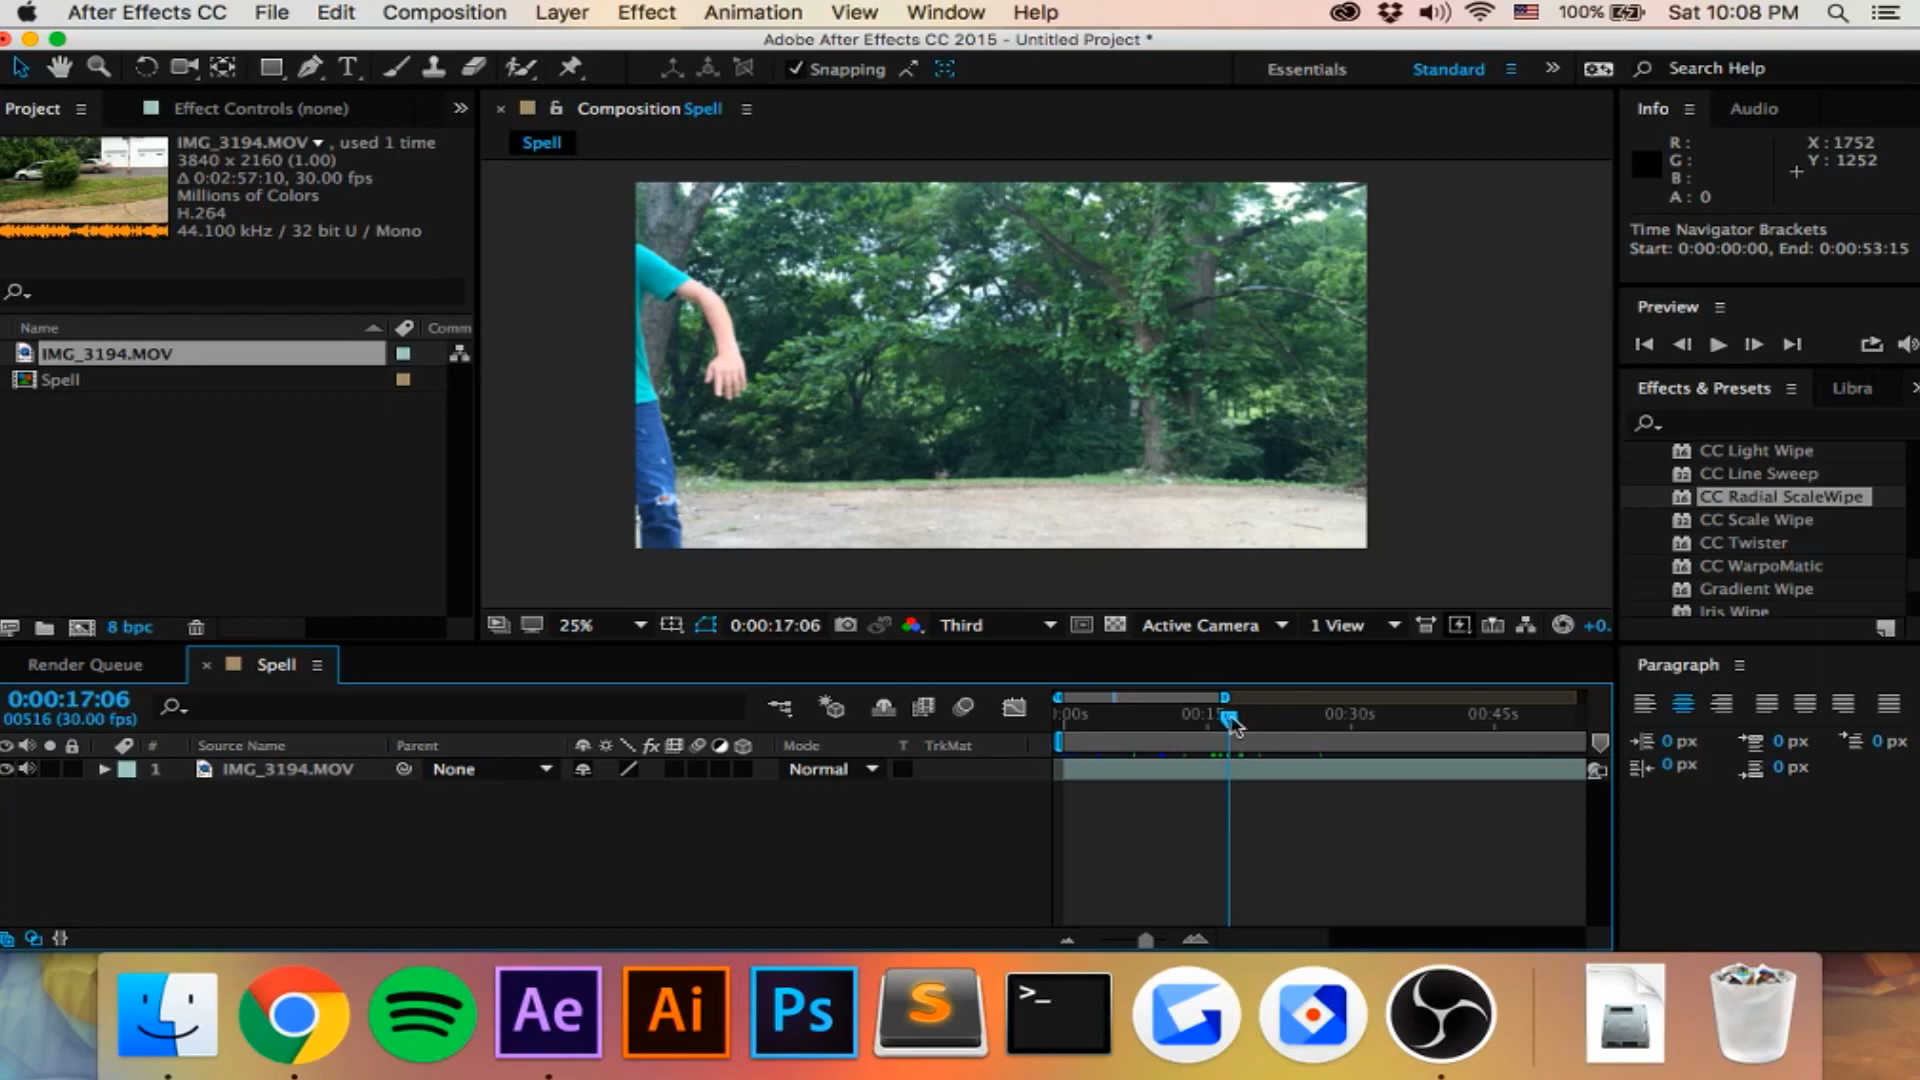 After Effects CC File Edit Composition Layer Effect Animation View Window Help 100% Sat 10:08 PM
Adobe After Effects CC 2015 - Untitled Project *
T Snapping Essentials Standard Search Help
Project Effect Controls (none)
Composition Spell
Info Audio
Spell
IMG_3194.MOV , used 1 time
3840 x 2160 (1.00)
Δ 0:02:57:10, 30.00 fps
Millions of Colors
H.264
44.100 kHz / 32 bit U / Mono
R :
G :
B :
A : 0
X : 1752
Y : 1252
Time Navigator Brackets
Start: 0:00:00:00, End: 0:00:53:15
Preview
Name Comm
IMG_3194.MOV
Spell
Effects & Presets Libra
CC Light Wipe
CC Line Sweep
CC Radial ScaleWipe
CC Scale Wipe
CC Twister
CC WarpoMatic
Gradient Wipe
Iris Wipe
8 bpc
25% 0:00:17:06 Third Active Camera 1 View +0.
Render Queue Spell
Paragraph
0:00:17:06
00516 (30.00 fps)
:00s 00:15 00:30s 00:45s
# Source Name Parent fx Mode T TrkMat
1 IMG_3194.MOV None Normal
0 px 0 px 0 px
0 px 0 px
Ae Ai Ps S >_